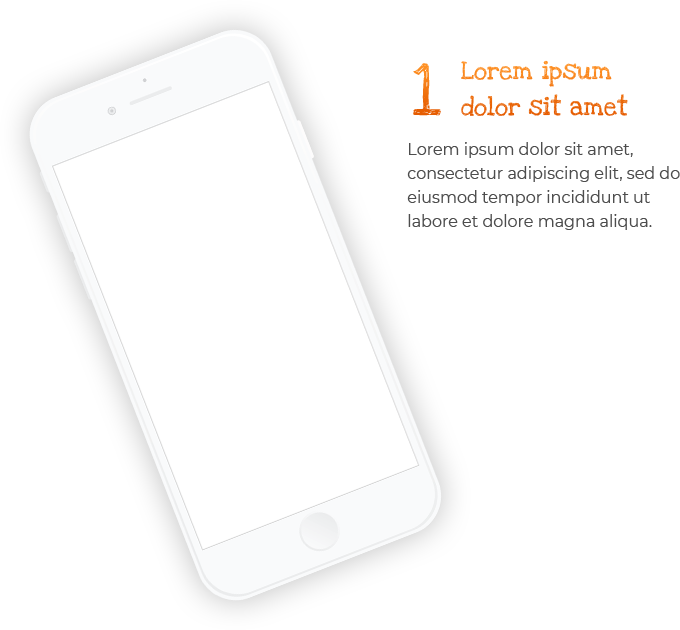 1 Lorem ipsum
dolor sit amet
Lorem ipsum dolor sit amet,
consectetur adipiscing elit, sed do
eiusmod tempor incididunt ut
labore et dolore magna aliqua.